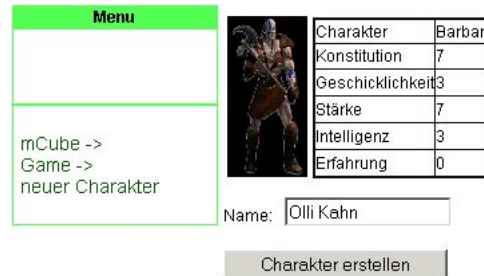 Menu
mCube ->
Game ->
neuer Charakter
Charakter Barbar
Konstitution 7
Geschicklichkeit 3
Stärke 7
Intelligenz 3
Erfahrung 0
Name: Olli Kahn
Charakter erstellen